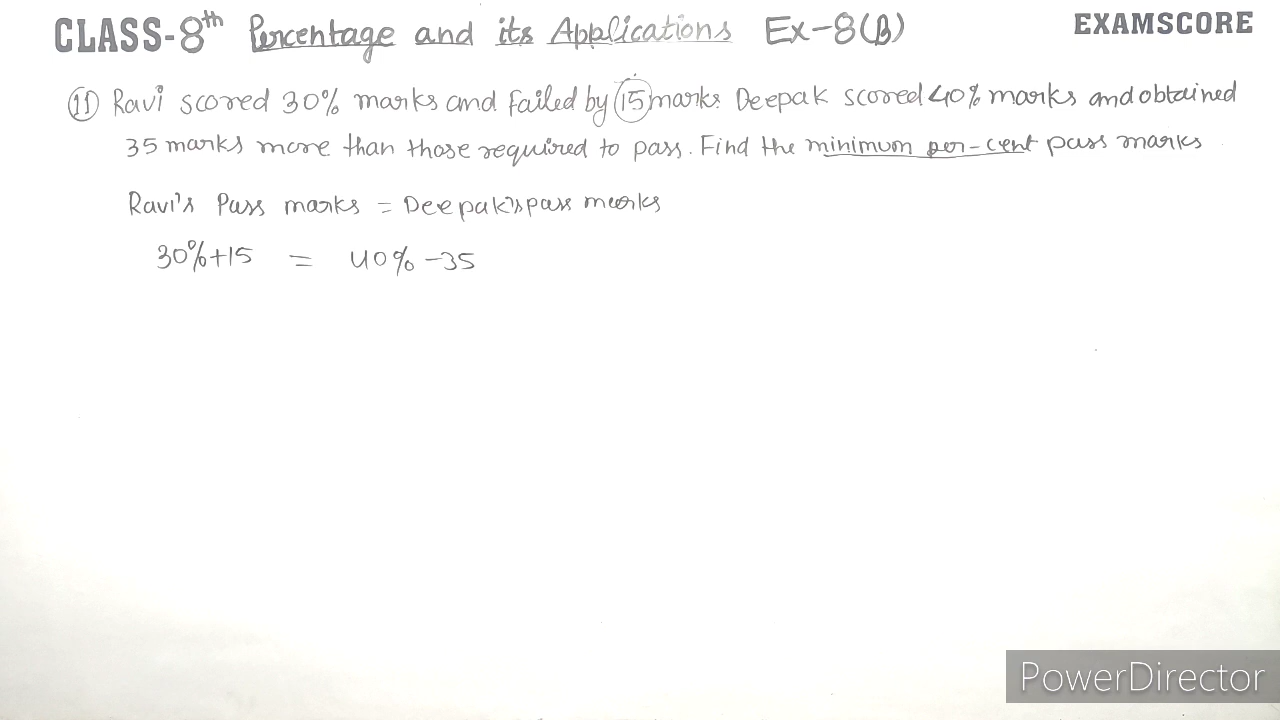 CLASS-8th Percentage and its Applications Ex-8(B) EXAMSCORE
(11) Ravi scored 30% marks and failed by 15 marks. Deepak scored 40% marks and obtained
35 marks more than those required to pass. Find the minimum per-cent pass marks
Ravi's Pass marks = Deepak's pass marks
30%+15 = 40%-35
PowerDirector